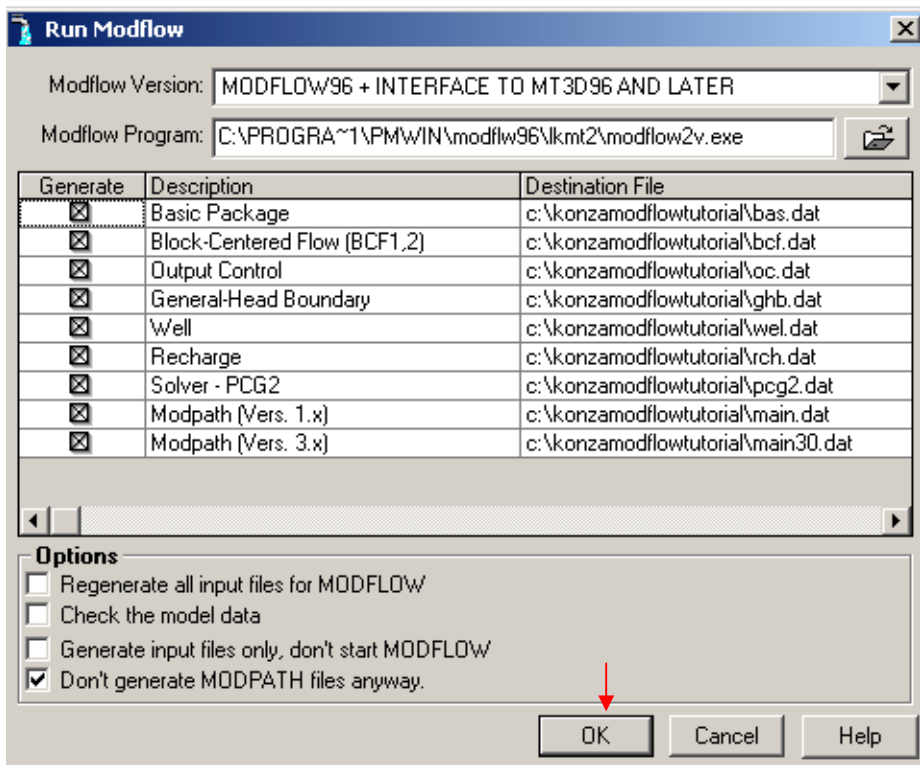 Run Modflow
Modflow Version: MODFLOW96 + INTERFACE TO MT3D96 AND LATER
Modflow Program: C:\PROGRA~1\PMWIN\modflw96\lkmt2\modflow2v.exe
Generate Description Destination File
Basic Package c:\konzamodflowtutorial\bas.dat
Block-Centered Flow (BCF1,2) c:\konzamodflowtutorial\bcf.dat
Output Control c:\konzamodflowtutorial\oc.dat
General-Head Boundary c:\konzamodflowtutorial\ghb.dat
Well c:\konzamodflowtutorial\wel.dat
Recharge c:\konzamodflowtutorial\rch.dat
Solver - PCG2 c:\konzamodflowtutorial\pcg2.dat
Modpath (Vers. 1.x) c:\konzamodflowtutorial\main.dat
Modpath (Vers. 3.x) c:\konzamodflowtutorial\main30.dat
Options
Regenerate all input files for MODFLOW
Check the model data
Generate input files only, don't start MODFLOW
Don't generate MODPATH files anyway.
OK Cancel Help